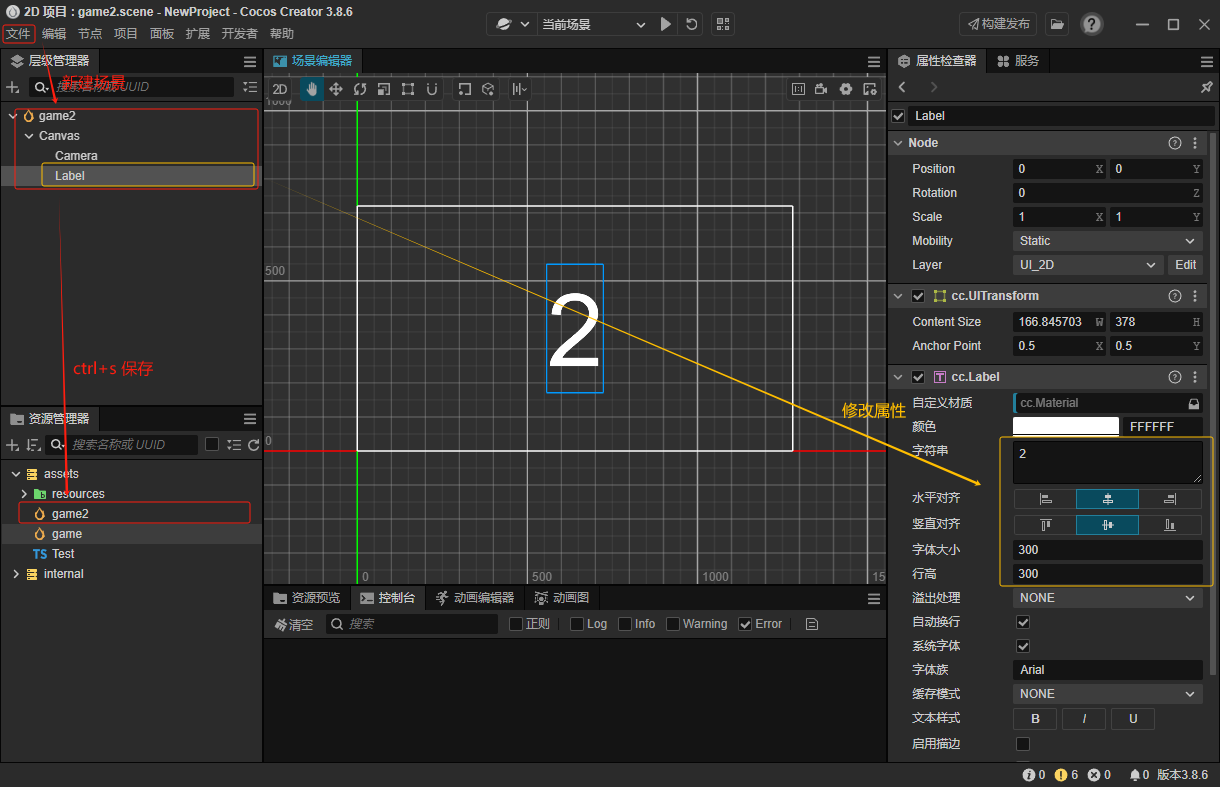 2D 项目 : game2.scene - NewProject - Cocos Creator 3.8.6
文件 编辑 节点 项目 面板 扩展 开发者 帮助
当前场景
构建发布
层级管理器
搜索名称或 UUID
新建场景
game2
Canvas
Camera
Label
ctrl+s 保存
资源管理器
搜索名称或 UUID
assets
resources
game2
game
TS Test
internal
场景编辑器
2D
1000
500
0
0 500 1000 15
2
修改属性
资源预览 控制台 动画编辑器 动画图
清空 搜索 正则 Log Info Warning Error
属性检查器 服务
Label
Node
Position 0 X 0 Y
Rotation 0 Z
Scale 1 X 1 Y
Mobility Static
Layer UI_2D Edit
cc.UITransform
Content Size 166.845703 W 378 H
Anchor Point 0.5 X 0.5 Y
T cc.Label
自定义材质 cc.Material
颜色 FFFFFF
字符串 2
水平对齐
竖直对齐
字体大小 300
行高 300
溢出处理 NONE
自动换行
系统字体
字体族 Arial
缓存模式 NONE
文本样式 B I U
启用描边
0 6 0 0 版本3.8.6